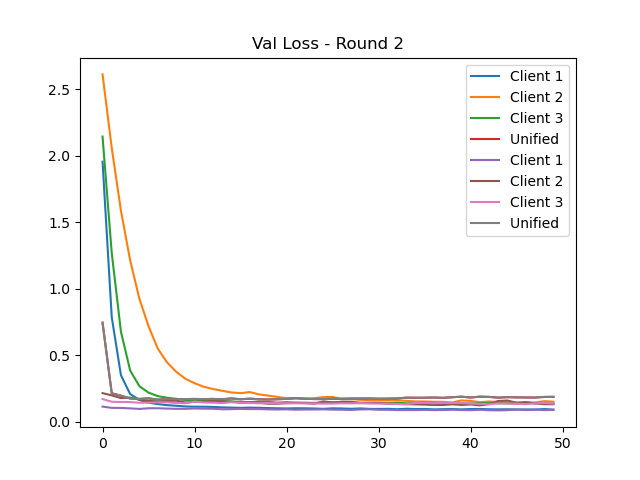 Val Loss - Round 2
2.5
2.0
1.5
1.0
0.5
0.0
0
10
20
30
40
50
Client 1
Client 2
Client 3
Unified
Client 1
Client 2
Client 3
Unified